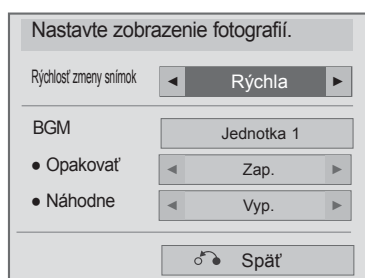 Nastavte zobrazenie fotografií.
Rýchlosť zmeny snímok ◄ Rýchla ►
BGM Jednotka 1
● Opakovať ◄ Zap. ►
● Náhodne ◄ Vyp. ►
Späť